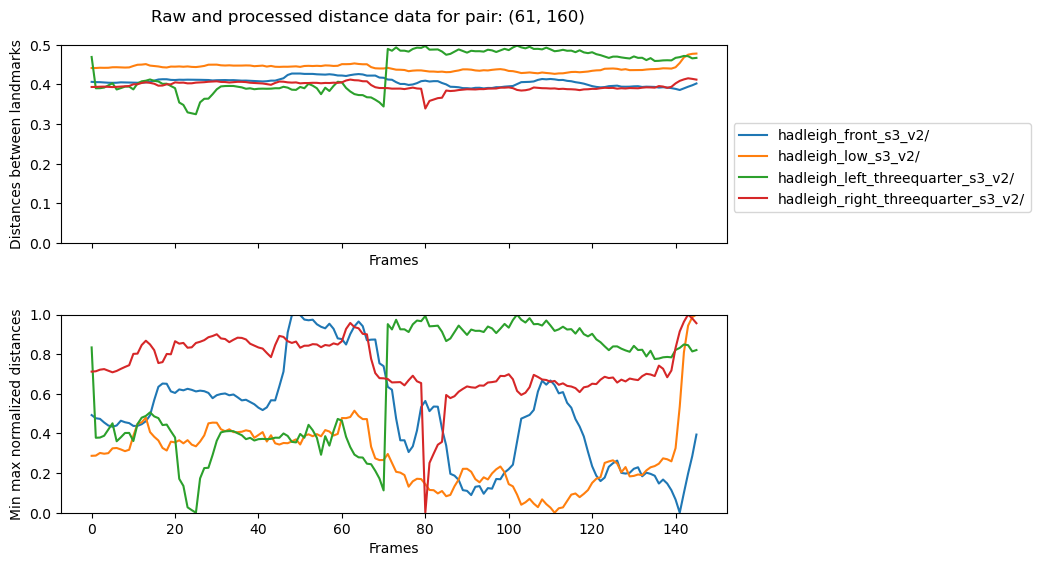 Raw and processed distance data for pair: (61, 160)
Distances between landmarks
0.5
0.4
0.3
0.2
0.1
0.0
Frames
hadleigh_front_s3_v2/
hadleigh_low_s3_v2/
hadleigh_left_threequarter_s3_v2/
hadleigh_right_threequarter_s3_v2/
Min max normalized distances
1.0
0.8
0.6
0.4
0.2
0.0
0 20 40 60 80 100 120 140
Frames